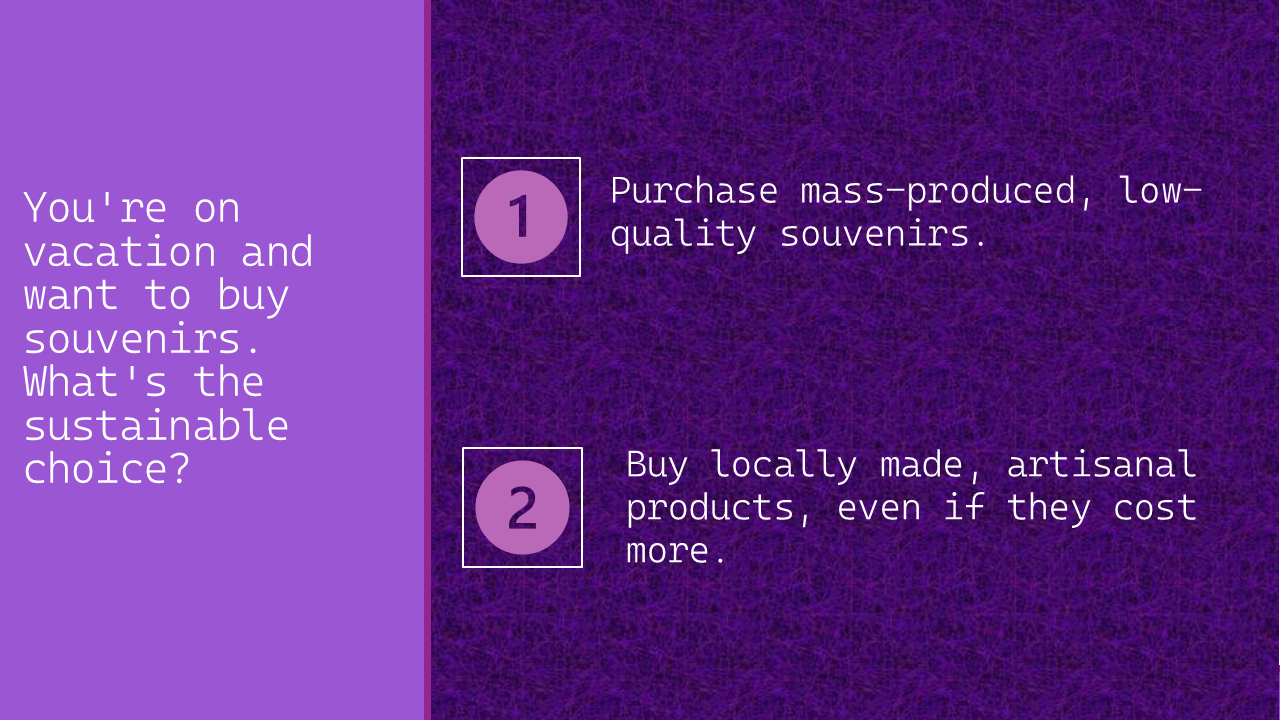 You're on
vacation and
want to buy
souvenirs.
What's the
sustainable
choice?
1
Purchase mass-produced, low-
quality souvenirs.
2
Buy locally made, artisanal
products, even if they cost
more.